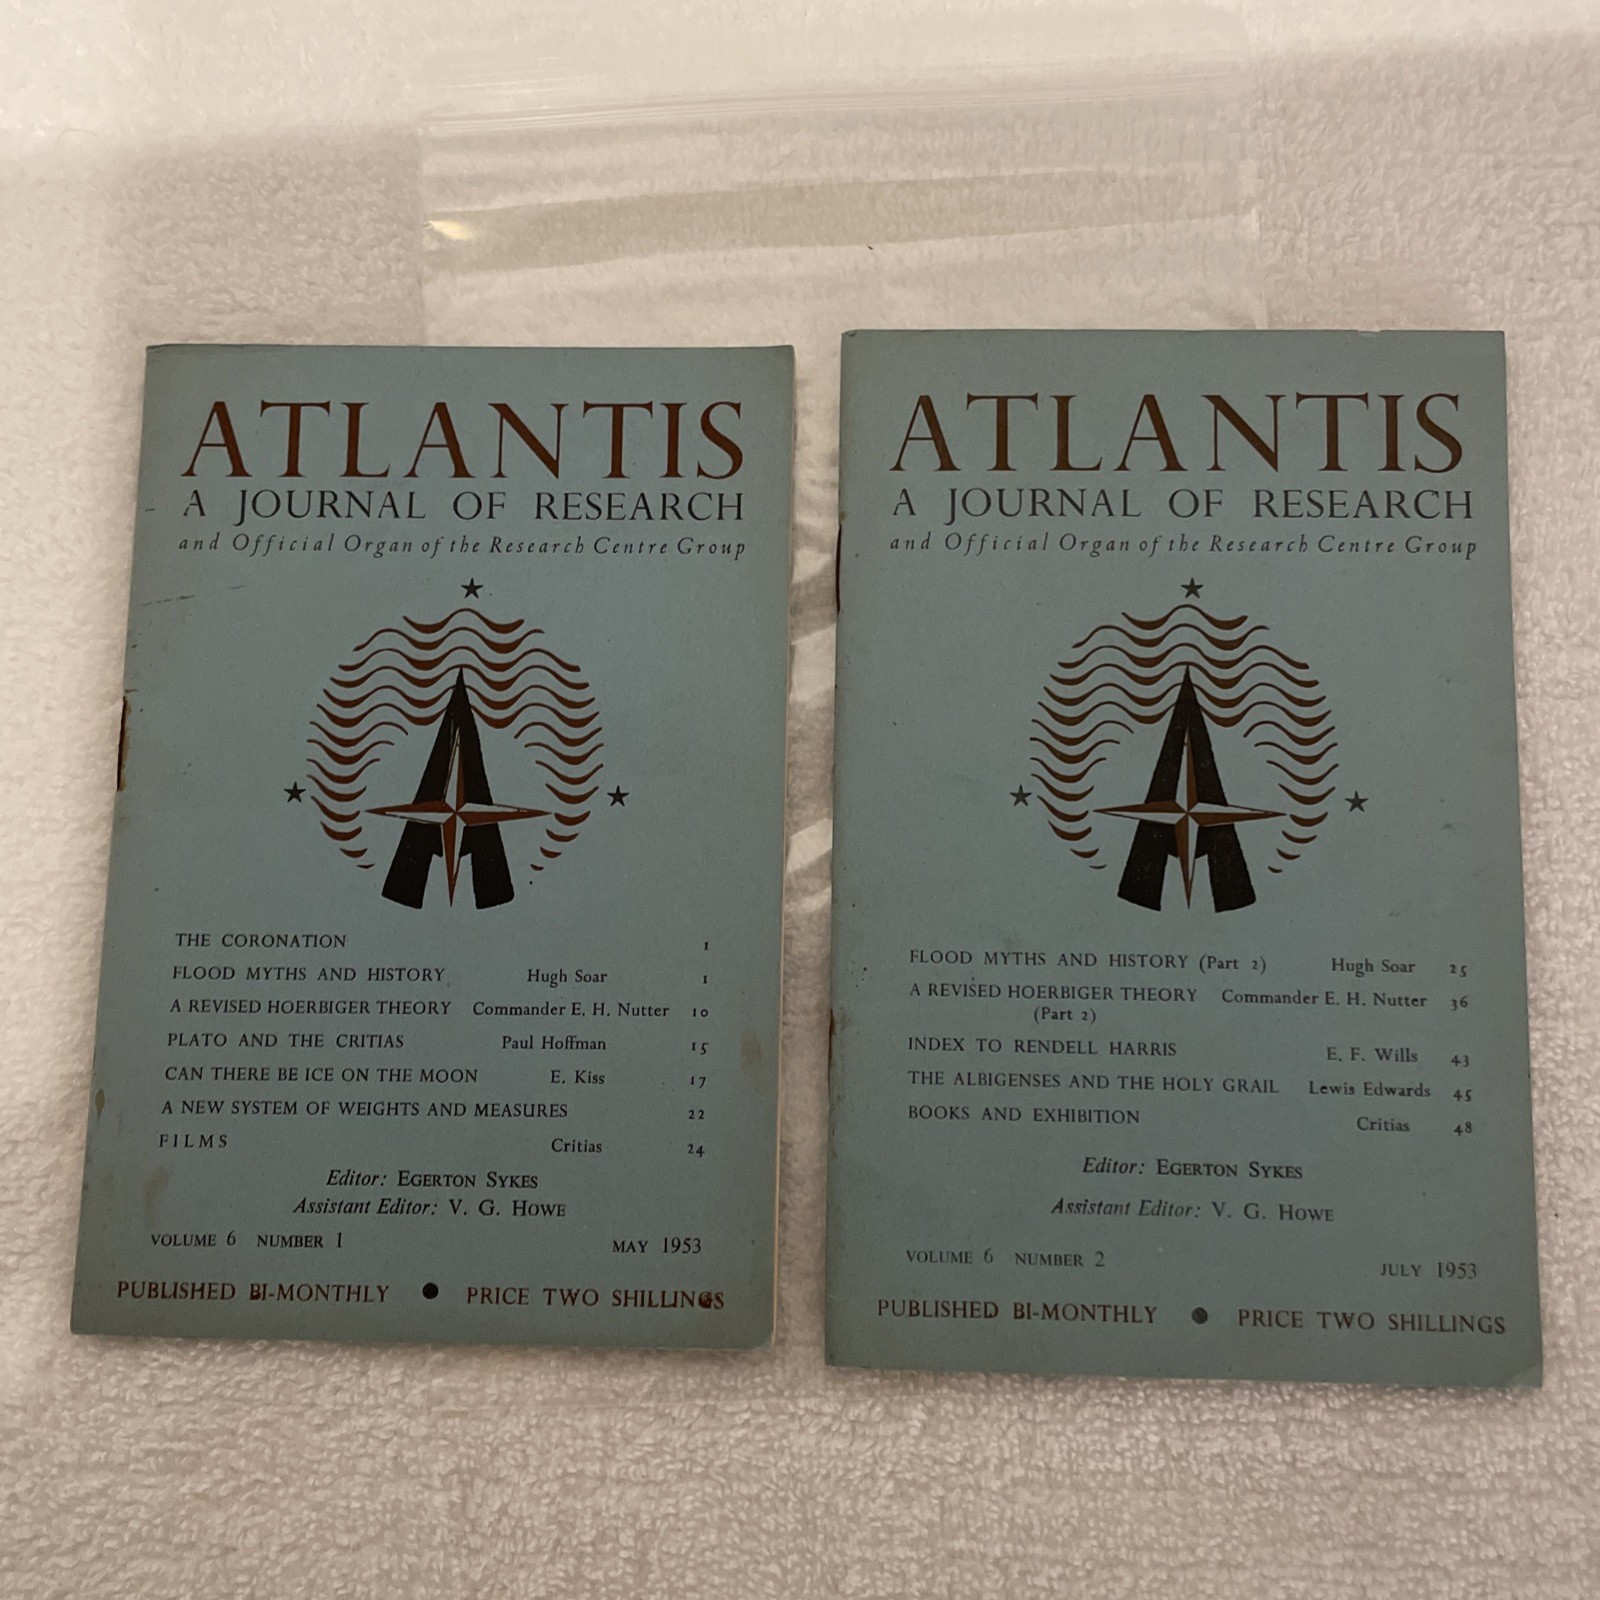 ATLANTIS
A JOURNAL OF RESEARCH
and Official Organ of the Research Centre Group
THE CORONATION 1
FLOOD MYTHS AND HISTORY Hugh Soar 1
A REVISED HOERBIGER THEORY Commander E. H. Nutter 10
PLATO AND THE CRITIAS Paul Hoffman 15
CAN THERE BE ICE ON THE MOON E. Kiss 17
A NEW SYSTEM OF WEIGHTS AND MEASURES 22
FILMS Critias 24
Editor: EGERTON SYKES
Assistant Editor: V. G. HOWE
VOLUME 6 NUMBER 1 MAY 1953
PUBLISHED BI-MONTHLY ● PRICE TWO SHILLINGS
ATLANTIS
A JOURNAL OF RESEARCH
and Official Organ of the Research Centre Group
FLOOD MYTHS AND HISTORY (Part 2) Hugh Soar 25
A REVISED HOERBIGER THEORY Commander E. H. Nutter 36
(Part 2)
INDEX TO RENDELL HARRIS E. F. Wills 43
THE ALBIGENSES AND THE HOLY GRAIL Lewis Edwards 45
BOOKS AND EXHIBITION Critias 48
Editor: EGERTON SYKES
Assistant Editor: V. G. HOWE
VOLUME 6 NUMBER 2 JULY 1953
PUBLISHED BI-MONTHLY ● PRICE TWO SHILLINGS